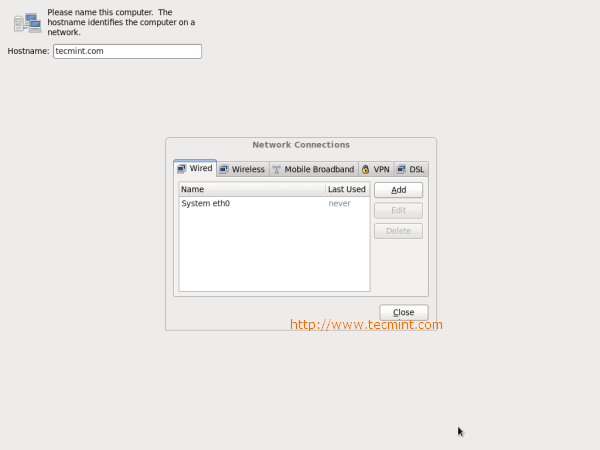 Please name this computer. The
hostname identifies the computer on a
network.
Hostname: tecmint.com
Network Connections
Wired Wireless Mobile Broadband VPN DSL
Name Last Used Add
System eth0 never
Edit
Delete
Close
http://www.tecmint.com